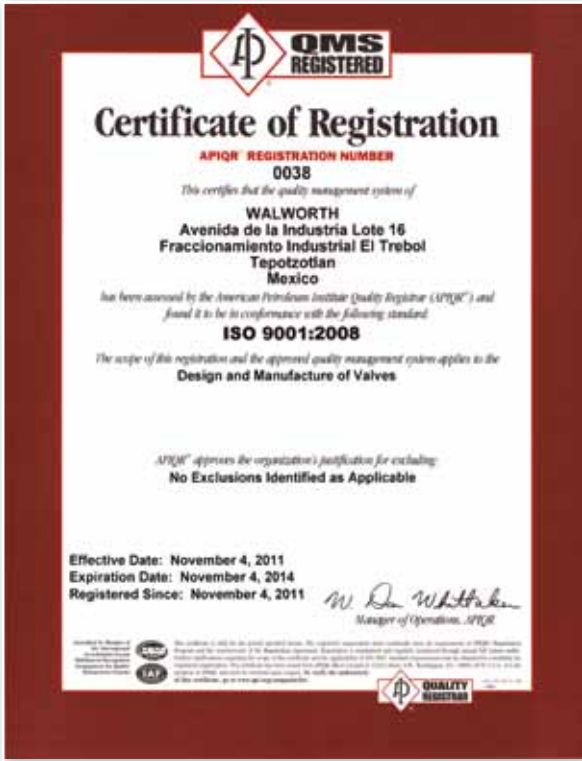 API QMS
REGISTERED
Certificate of Registration
APIQR® REGISTRATION NUMBER
0038
This certifies that the quality management system of
WALWORTH
Avenida de la Industria Lote 16
Fraccionamiento Industrial El Trebol
Tepotzotlan
Mexico
has been assessed by the American Petroleum Institute Quality Registrar (APIQR®) and
found it to be in conformance with the following standard:
ISO 9001:2008
The scope of this registration and the approved quality management system applies to the
Design and Manufacture of Valves
APIQR® approves the organization's justification for excluding:
No Exclusions Identified as Applicable
Effective Date: November 4, 2011
Expiration Date: November 4, 2014
Registered Since: November 4, 2011
W. Don Whittaker
Manager of Operations, APIQR
IAF
API QUALITY
REGISTRAR